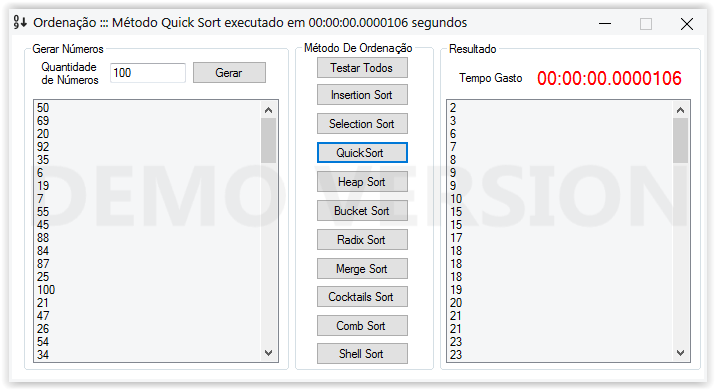 Ordenação ::: Método Quick Sort executado em 00:00:00.0000106 segundos
Gerar Números
Quantidade
de Números
100
Gerar
50
69
20
92
35
6
19
7
55
45
88
84
87
25
100
21
47
26
54
34
Método De Ordenação
Testar Todos
Insertion Sort
Selection Sort
QuickSort
Heap Sort
Bucket Sort
Radix Sort
Merge Sort
Cocktails Sort
Comb Sort
Shell Sort
Resultado
Tempo Gasto 00:00:00.0000106
2
3
6
7
8
9
9
10
15
15
17
18
18
18
19
20
21
21
23
23
DEMO VERSION